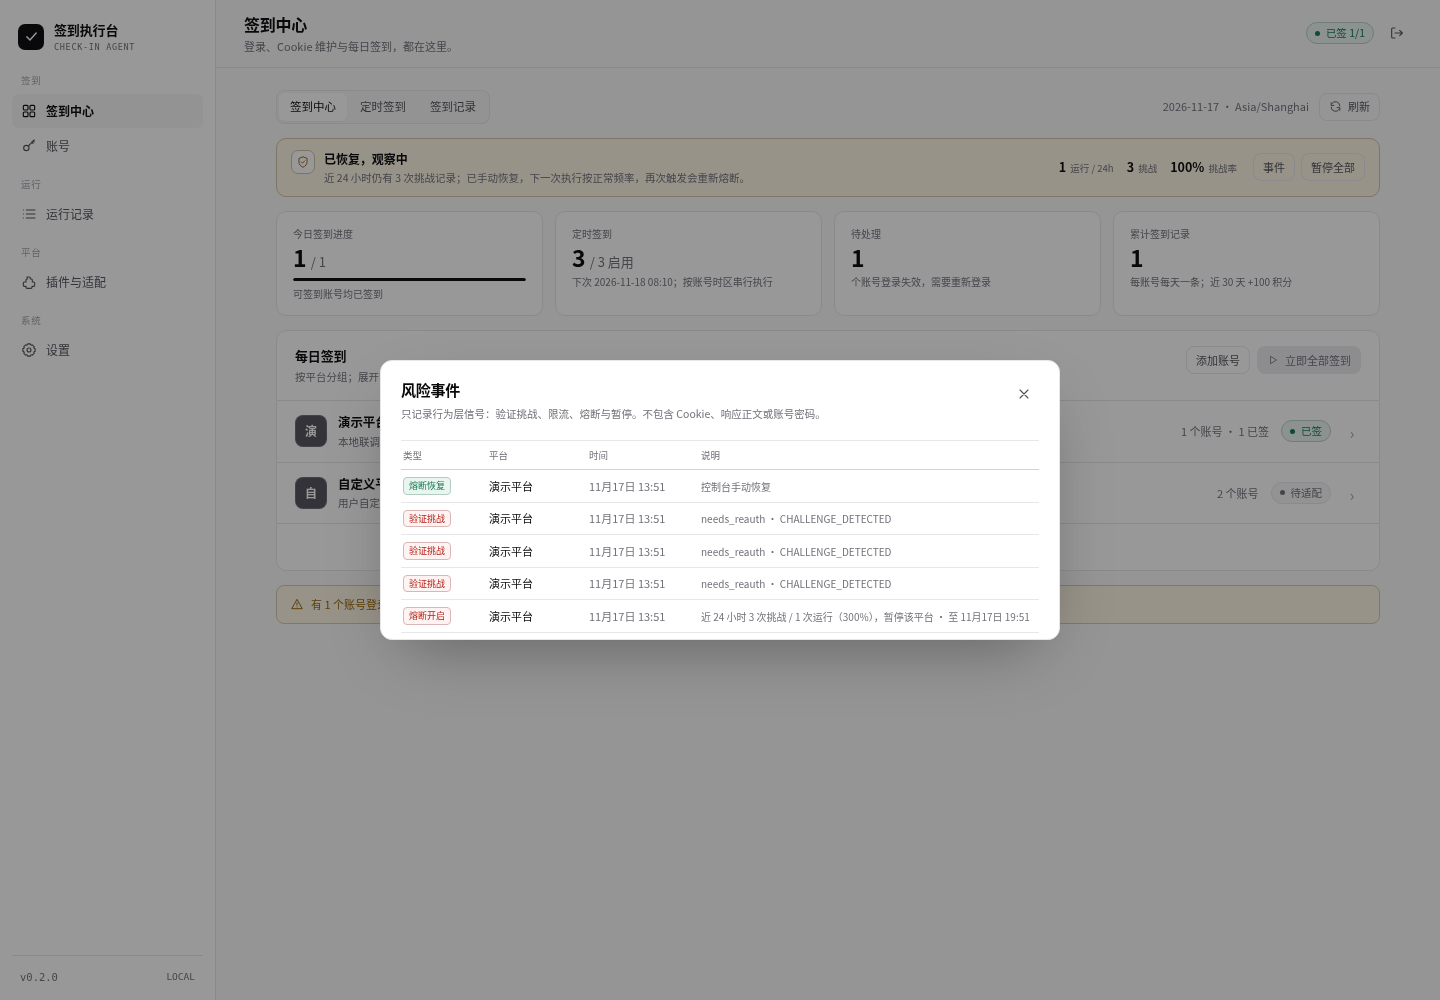 签到执行台
CHECK-IN AGENT
签到
签到中心
账号
运行
运行记录
平台
插件与适配
系统
设置
v0.2.0
LOCAL
签到中心
登录、Cookie 维护与每日签到，都在这里。
已签 1/1
签到中心
定时签到
签到记录
2026-11-17 · Asia/Shanghai
刷新
已恢复，观察中
近 24 小时仍有 3 次挑战记录；已手动恢复，下一次执行按正常频率，再次触发会重新熔断。
1 运行 / 24h
3 挑战
100% 挑战率
事件
暂停全部
今日签到进度
1 / 1
可签到账号均已签到
定时签到
3 / 3 启用
下次 2026-11-18 08:10；按账号时区串行执行
待处理
1
个账号登录失效，需要重新登录
累计签到记录
1
每账号每天一条；近 30 天 +100 积分
每日签到
按平台分组；展开
添加账号
立即全部签到
演
演示平台
本地联调
1 个账号 · 1 已签
已签
自
自定义
用户自定
2 个账号
待适配
有 1 个账号登
风险事件
只记录行为层信号：验证挑战、限流、熔断与暂停。不包含 Cookie、响应正文或账号密码。
类型 平台 时间 说明
熔断恢复 演示平台 11月17日 13:51 控制台手动恢复
验证挑战 演示平台 11月17日 13:51 needs_reauth · CHALLENGE_DETECTED
验证挑战 演示平台 11月17日 13:51 needs_reauth · CHALLENGE_DETECTED
验证挑战 演示平台 11月17日 13:51 needs_reauth · CHALLENGE_DETECTED
熔断开启 演示平台 11月17日 13:51 近 24 小时 3 次挑战 / 1 次运行（300%），暂停该平台 · 至 11月17日 19:51